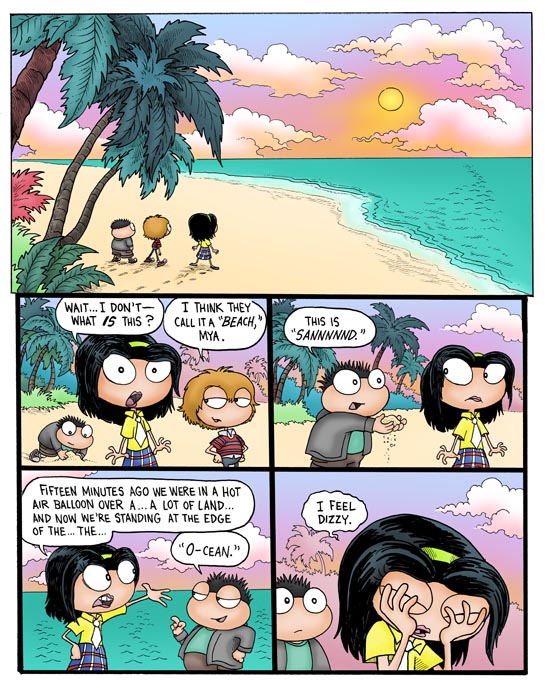 WAIT...I DON'T—
WHAT IS THIS?
I THINK THEY
CALL IT A "BEACH,"
MYA.
THIS IS
"SANNNNND."
FIFTEEN MINUTES AGO WE WERE IN A HOT
AIR BALLOON OVER A... A LOT OF LAND...
AND NOW WE'RE STANDING AT THE EDGE
OF THE... THE...
"O-CEAN."
I FEEL
DIZZY.